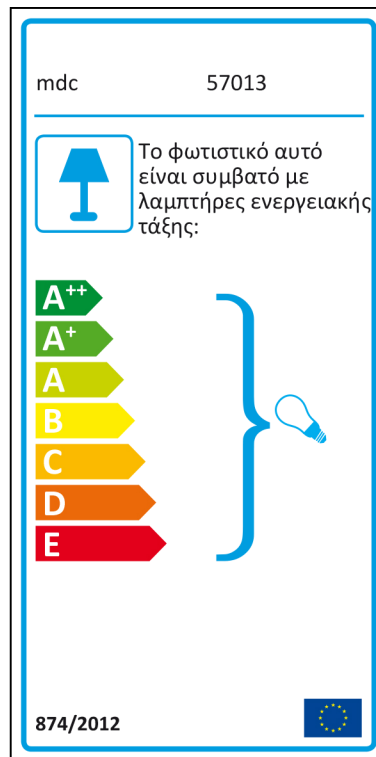 mdc 57013
Το φωτιστικό αυτό
είναι συμβατό με
λαμπτήρες ενεργειακής
τάξης:
A++
A+
A
B
C
D
E
874/2012